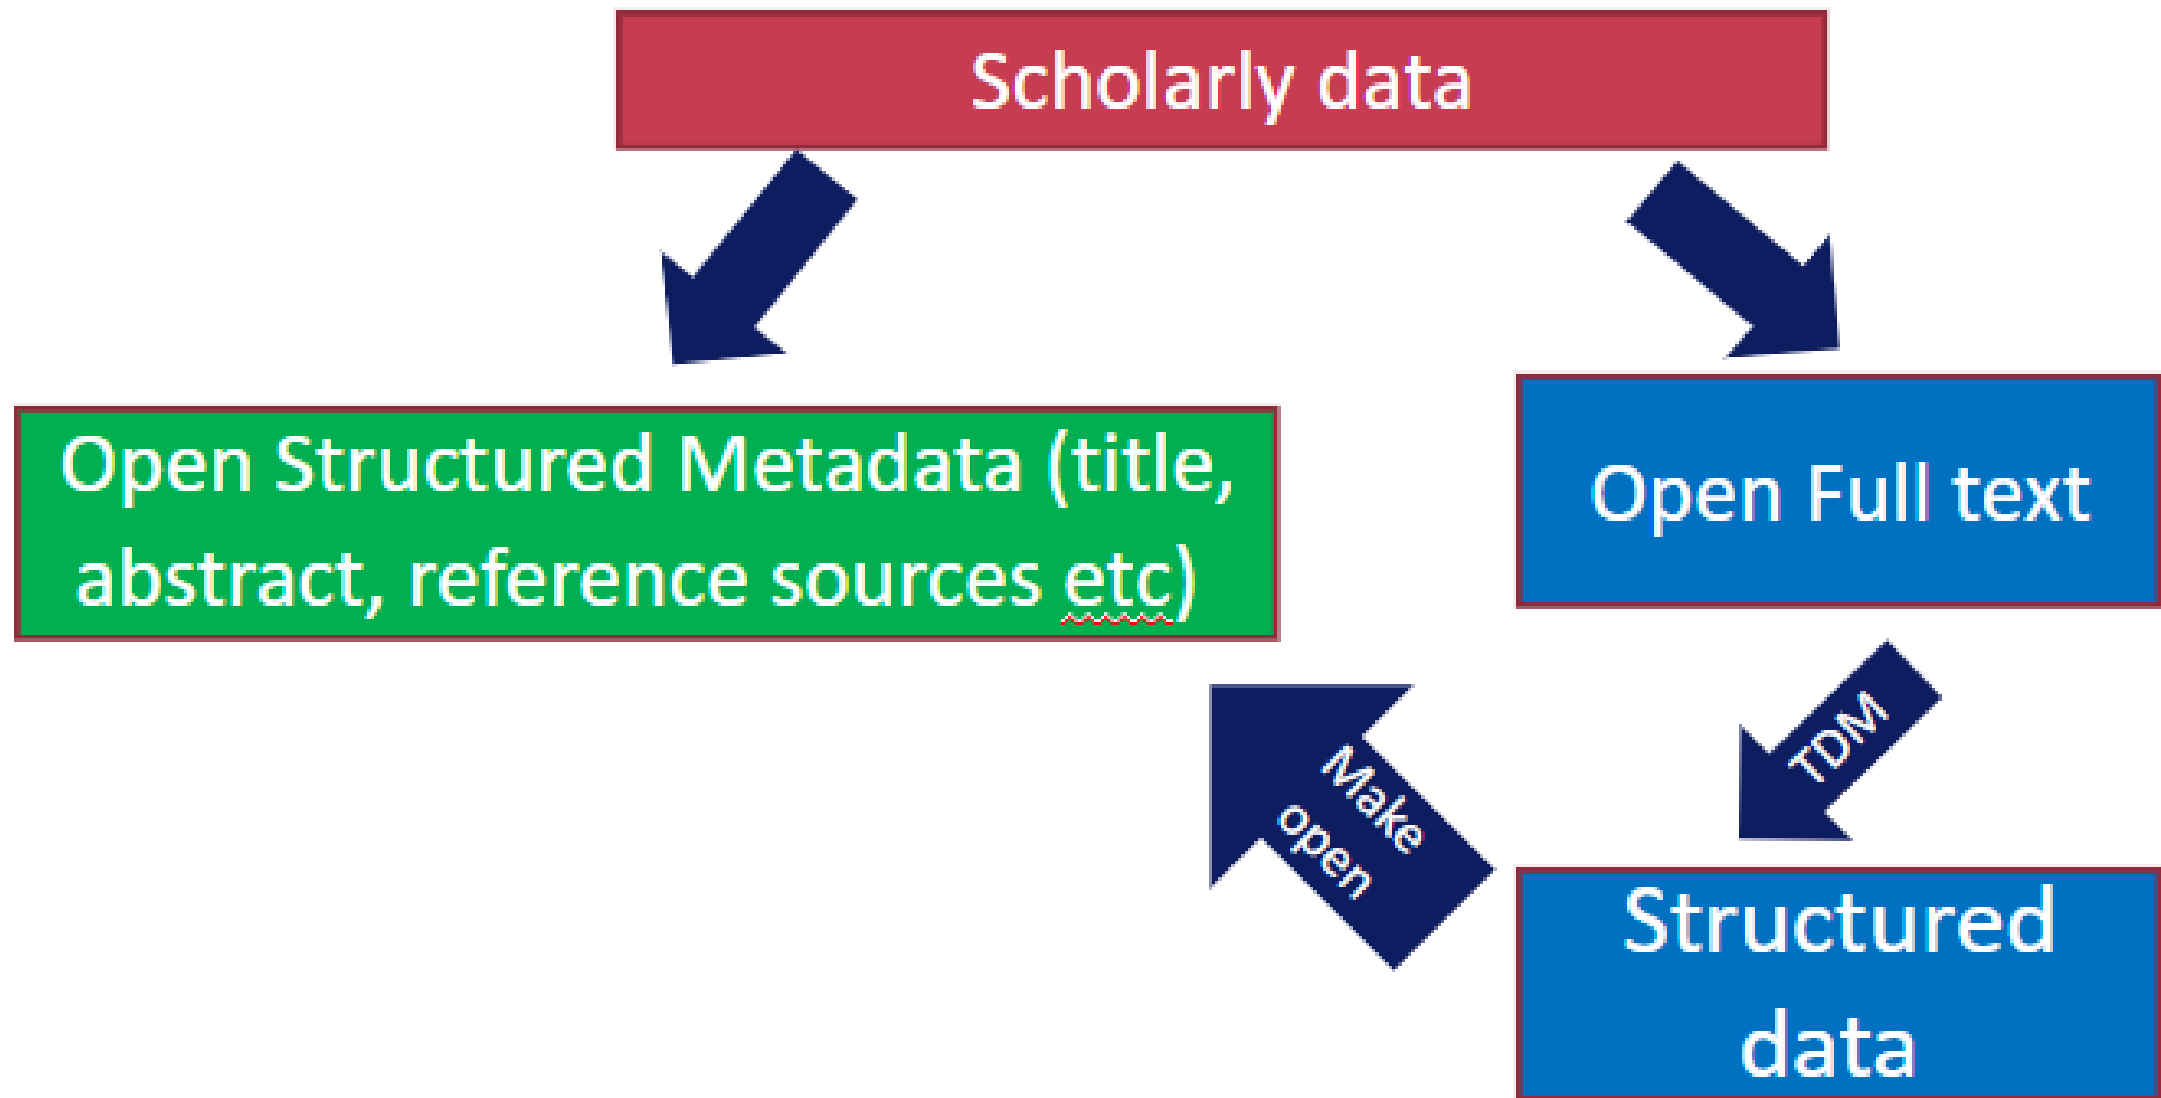 Scholarly data
Open Structured Metadata (title,
abstract, reference sources etc)
Open Full text
TDM
Make
open
Structured
data